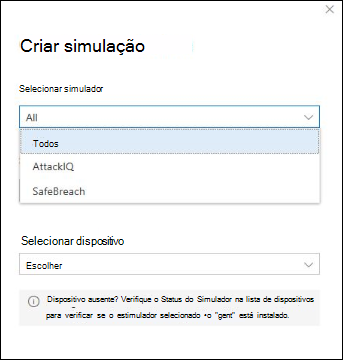 Criar simulação
Selecionar simulador
All
Todos
AttackIQ
SafeBreach
Selecionar dispositivo
Escolher
Dispositivo ausente? Verifique o Status do Simulador na lista de dispositivos
para verificar se o estimulador selecionado •o "gent" está instalado.